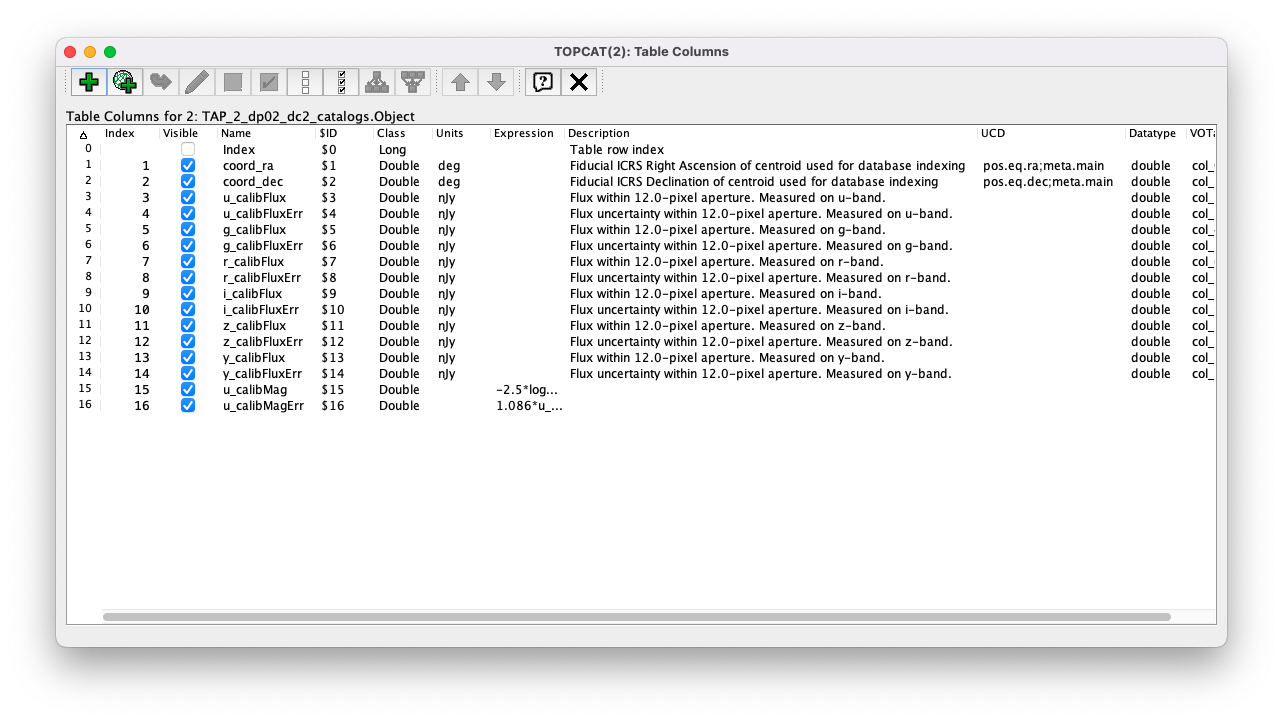 TOPCAT(2): Table Columns
Table Columns for 2: TAP_2_dp02_dc2_catalogs.Object
△ Index Visible Name $ID Class Units Expression Description UCD Datatype VOTa
0 Index $0 Long Table row index
1 1 coord_ra $1 Double deg Fiducial ICRS Right Ascension of centroid used for database indexing pos.eq.ra;meta.main double col_
2 2 coord_dec $2 Double deg Fiducial ICRS Declination of centroid used for database indexing pos.eq.dec;meta.main double col_
3 3 u_calibFlux $3 Double nJy Flux within 12.0-pixel aperture. Measured on u-band. double col_
4 4 u_calibFluxErr $4 Double nJy Flux uncertainty within 12.0-pixel aperture. Measured on u-band. double col_
5 5 g_calibFlux $5 Double nJy Flux within 12.0-pixel aperture. Measured on g-band. double col_
6 6 g_calibFluxErr $6 Double nJy Flux uncertainty within 12.0-pixel aperture. Measured on g-band. double col_
7 7 r_calibFlux $7 Double nJy Flux within 12.0-pixel aperture. Measured on r-band. double col_
8 8 r_calibFluxErr $8 Double nJy Flux uncertainty within 12.0-pixel aperture. Measured on r-band. double col_
9 9 i_calibFlux $9 Double nJy Flux within 12.0-pixel aperture. Measured on i-band. double col_
10 10 i_calibFluxErr $10 Double nJy Flux uncertainty within 12.0-pixel aperture. Measured on i-band. double col_
11 11 z_calibFlux $11 Double nJy Flux within 12.0-pixel aperture. Measured on z-band. double col_
12 12 z_calibFluxErr $12 Double nJy Flux uncertainty within 12.0-pixel aperture. Measured on z-band. double col_
13 13 y_calibFlux $13 Double nJy Flux within 12.0-pixel aperture. Measured on y-band. double col_
14 14 y_calibFluxErr $14 Double nJy Flux uncertainty within 12.0-pixel aperture. Measured on y-band. double col_
15 15 u_calibMag $15 Double -2.5*log...
16 16 u_calibMagErr $16 Double 1.086*u_...